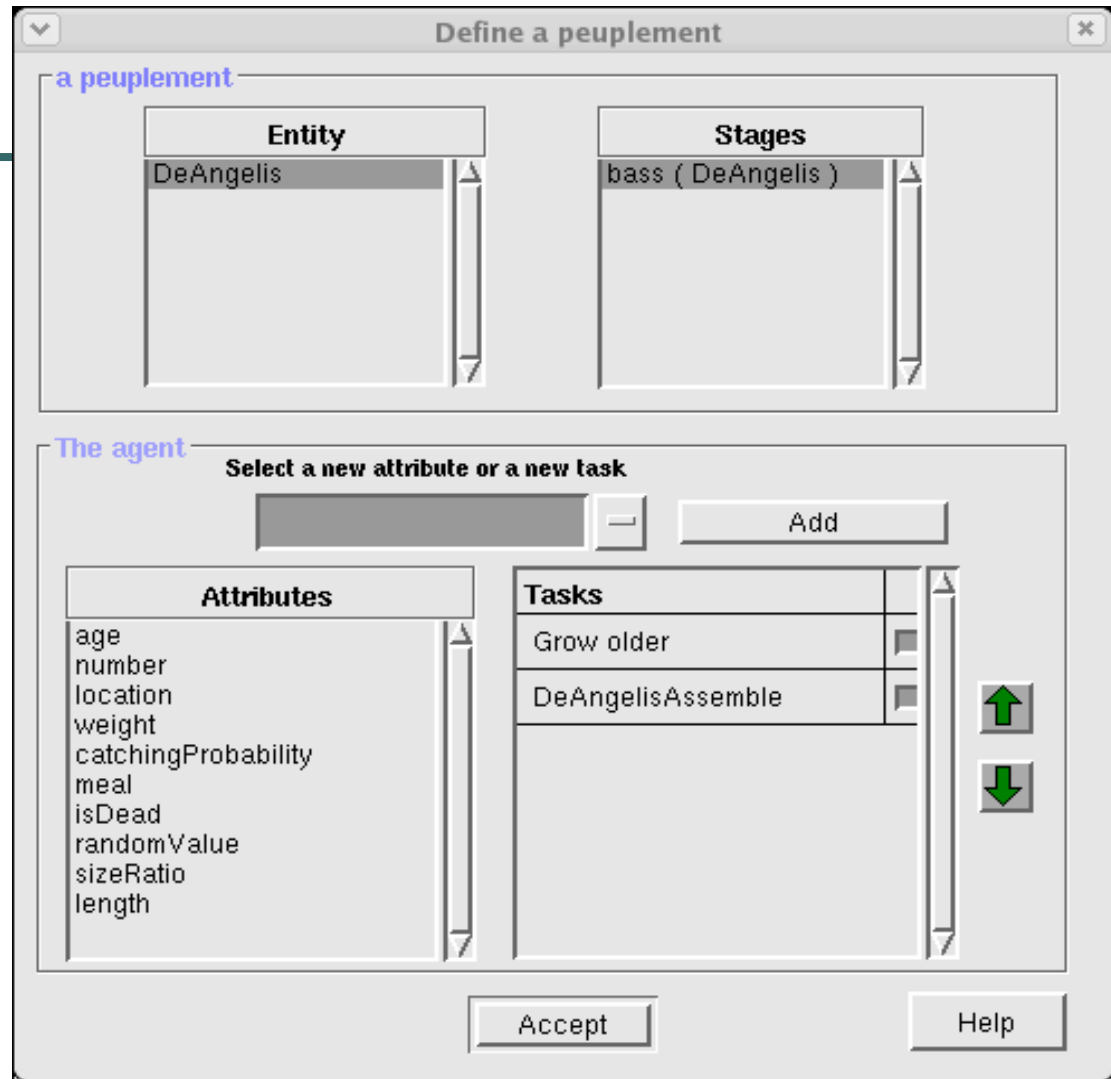 Define a peuplement
a peuplement
Entity
Stages
DeAngelis
bass ( DeAngelis )
The agent
Select a new attribute or a new task
Add
Attributes
Tasks
age
number
location
weight
catchingProbability
meal
isDead
randomValue
sizeRatio
length
Grow older
DeAngelisAssemble
Accept
Help